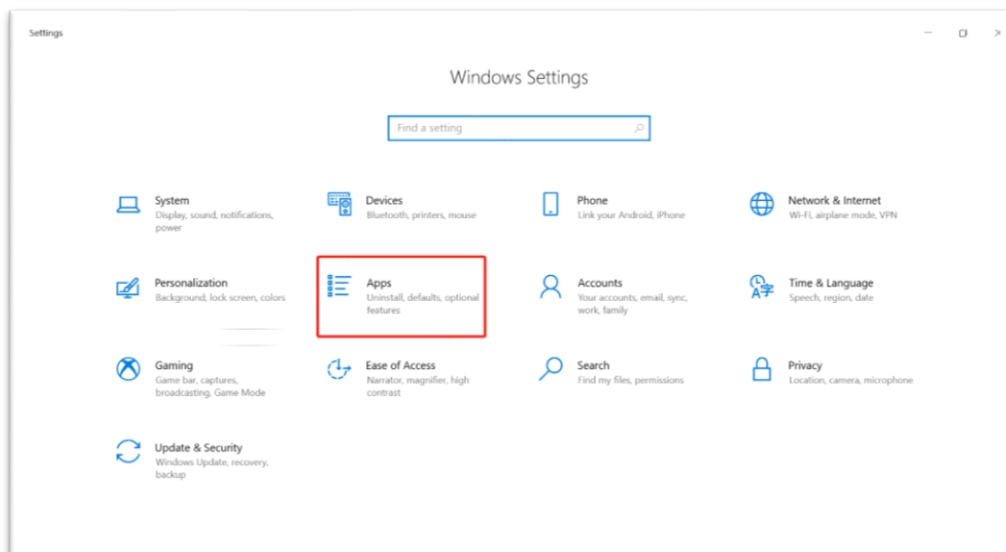 Settings
Windows Settings
Find a setting
System
Display, sound, notifications,
power
Devices
Bluetooth, printers, mouse
Phone
Link your Android, iPhone
Network & Internet
Wi-Fi, airplane mode, VPN
Personalization
Background, lock screen, colors
Apps
Uninstall, defaults, optional
features
Accounts
Your accounts, email, sync,
work, family
Time & Language
Speech, region, date
Gaming
Game bar, captures,
broadcasting, Game Mode
Ease of Access
Narrator, magnifier, high
contrast
Search
Find my files, permissions
Privacy
Location, camera, microphone
Update & Security
Windows Update, recovery,
backup